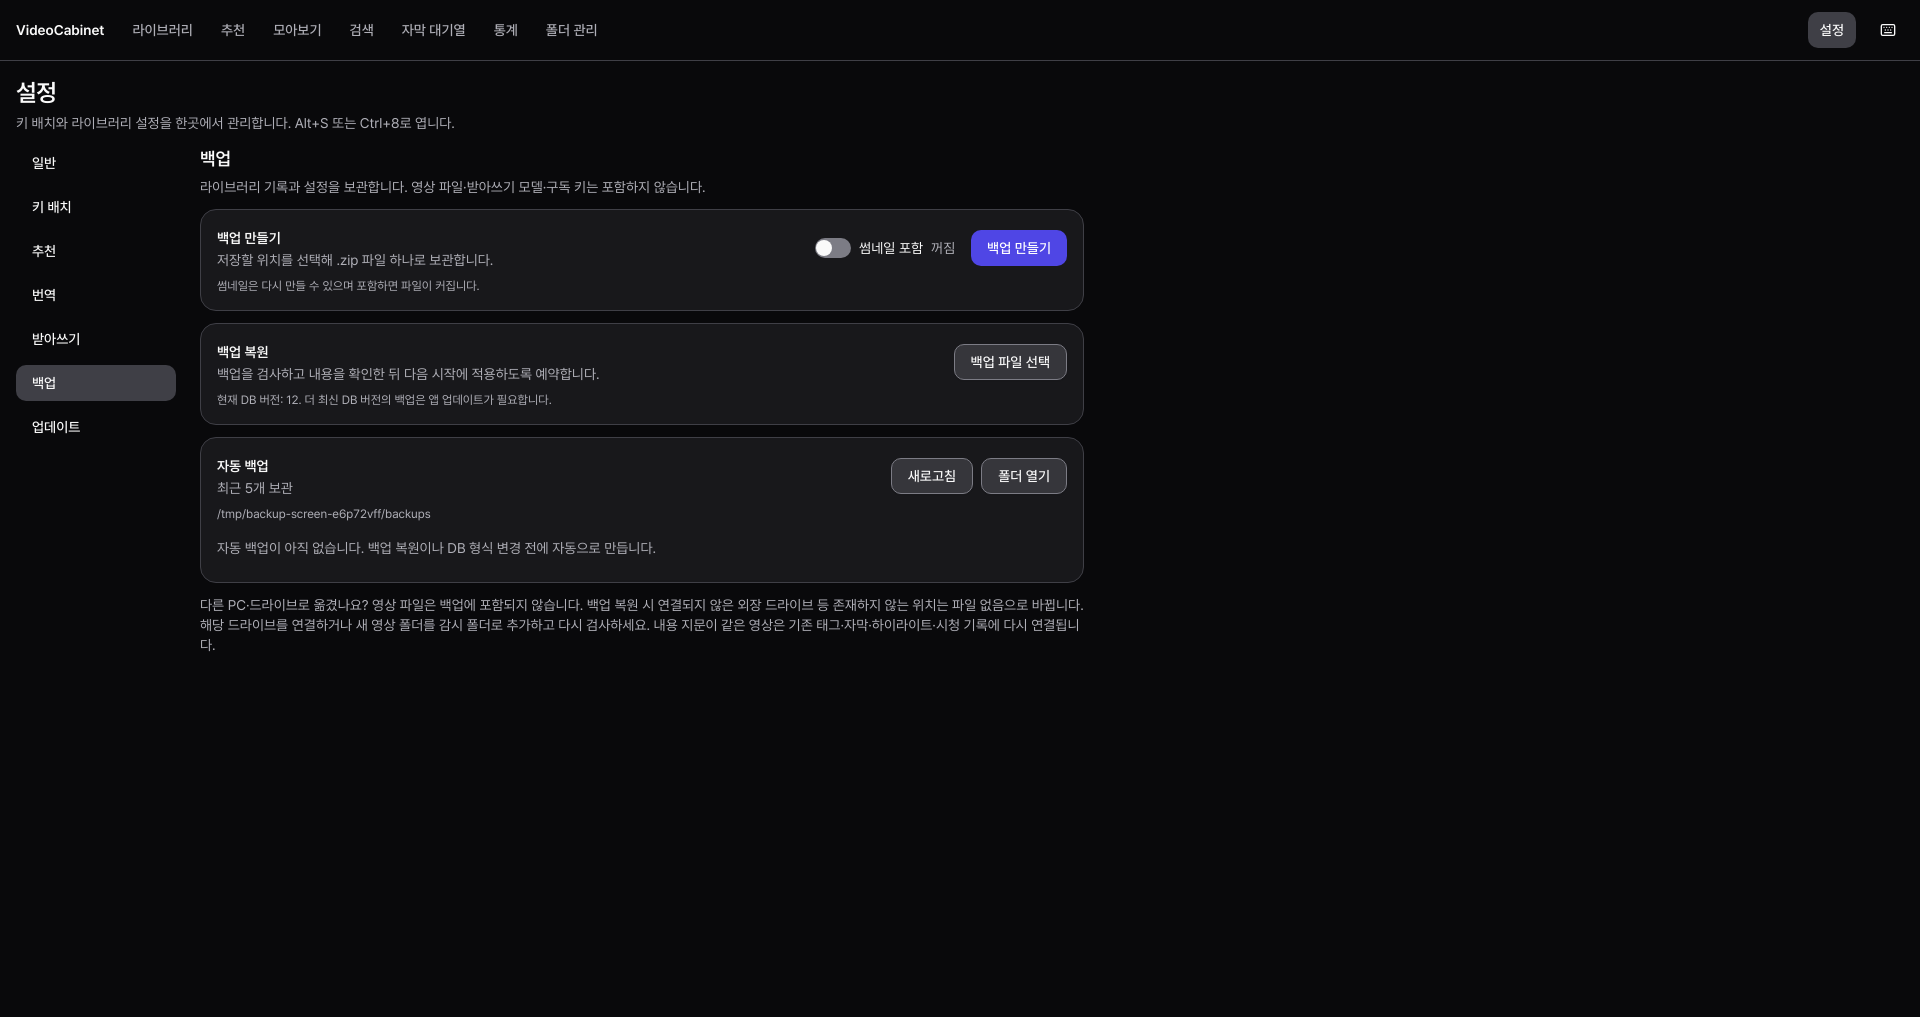 VideoCabinet 라이브러리 추천 모아보기 검색 자막 대기열 통계 폴더 관리 설정
설정
키 배치와 라이브러리 설정을 한곳에서 관리합니다. Alt+S 또는 Ctrl+8로 엽니다.
일반
키 배치
추천
번역
받아쓰기
백업
업데이트
백업
라이브러리 기록과 설정을 보관합니다. 영상 파일·받아쓰기 모델·구독 키는 포함하지 않습니다.
백업 만들기
저장할 위치를 선택해 .zip 파일 하나로 보관합니다.
썸네일은 다시 만들 수 있으며 포함하면 파일이 커집니다.
썸네일 포함 꺼짐 백업 만들기
백업 복원
백업을 검사하고 내용을 확인한 뒤 다음 시작에 적용하도록 예약합니다.
현재 DB 버전: 12. 더 최신 DB 버전의 백업은 앱 업데이트가 필요합니다.
백업 파일 선택
자동 백업
최근 5개 보관
/tmp/backup-screen-e6p72vff/backups
새로고침 폴더 열기
자동 백업이 아직 없습니다. 백업 복원이나 DB 형식 변경 전에 자동으로 만듭니다.
다른 PC·드라이브로 옮겼나요? 영상 파일은 백업에 포함되지 않습니다. 백업 복원 시 연결되지 않은 외장 드라이브 등 존재하지 않는 위치는 파일 없음으로 바뀝니다.
해당 드라이브를 연결하거나 새 영상 폴더를 감시 폴더로 추가하고 다시 검사하세요. 내용 지문이 같은 영상은 기존 태그·자막·하이라이트·시청 기록에 다시 연결됩니
다.